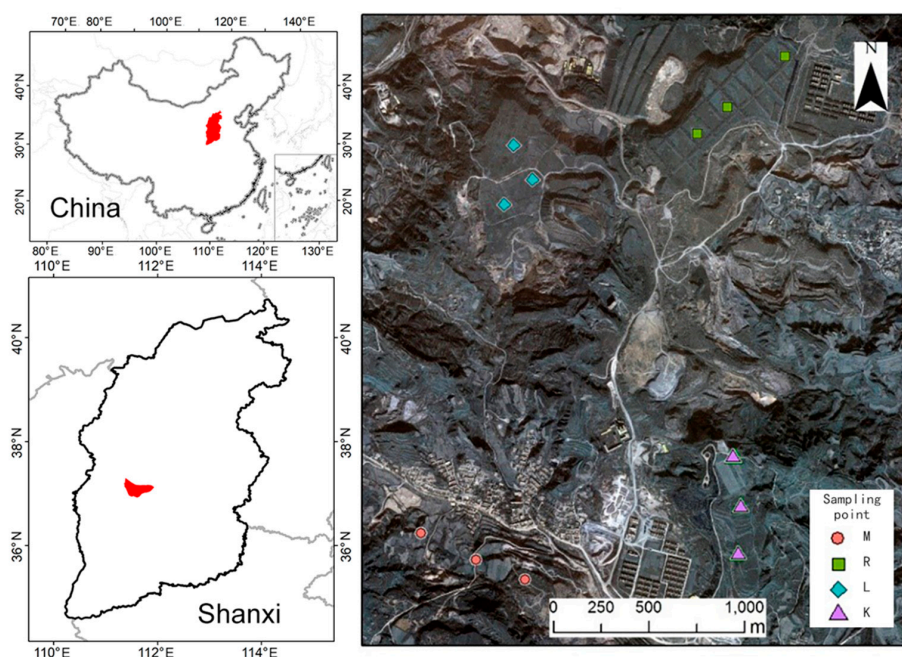 70°E 80°E 100°E 120°E 140°E 150°E
40°N
30°N
20°N
40°N
30°N
20°N
China
80°E 90°E 100°E 110°E 120°E 130°E
110°E 112°E 114°E
40°N
38°N
36°N
40°N
38°N
36°N
Shanxi
110°E 112°E 114°E
N
Sampling
point
M
R
L
K
0 250 500 1,000
m